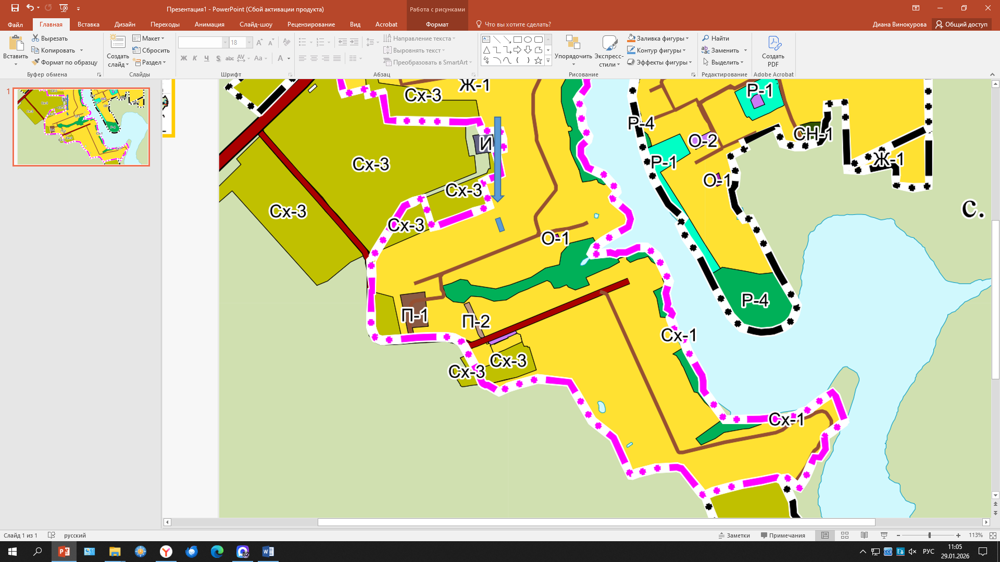 Презентация1 - PowerPoint (Сбой активации продукта)
Работа с рисунками
Файл
Главная
Вставка
Дизайн
Переходы
Анимация
Слайд-шоу
Рецензирование
Вид
Acrobat
Формат
Что вы хотите сделать?
Диана Винокурова
Общий доступ
Вставить
Вырезать
Копировать
Формат по образцу
Буфер обмена
Создать слайд
Макет
Сбросить
Раздел
Слайды
18
Ж К Ч S abc AV Aa А
Шрифт
Направление текста
Выровнять текст
Преобразовать в SmartArt
Абзац
Упорядочить
Экспресс-стили
Заливка фигуры
Контур фигуры
Эффекты фигуры
Рисование
Найти
Заменить
Выделить
Редактирование
Создать PDF
Adobe Acrobat
1
Сх-3
Ж-1
Р-1
Р-4
О-2
СН-1
И
Р-1
Ж-1
Сх-3
О-1
Сх-3
Сх-3
с.
Сх-3
О-1
Р-4
П-1
П-2
Сх-1
Сх-3
Сх-3
Сх-1
Слайд 1 из 1
русский
Заметки
Примечания
113%
82
РУС
11:05
29.01.2026